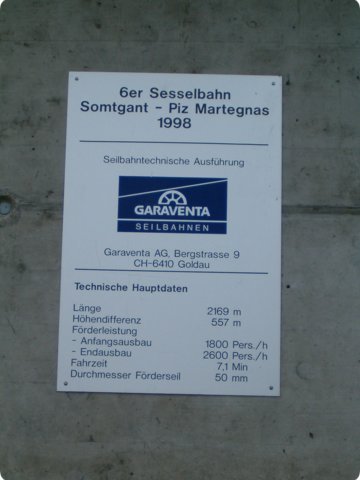 6er Sesselbahn
Somtgant - Piz Martegnas
1998
Seilbahntechnische Ausführung
GARAVENTA
SEILBAHNEN
Garaventa AG, Bergstrasse 9
CH-6410 Goldau
Technische Hauptdaten
Länge 2169 m
Höhendifferenz 557 m
Förderleistung
- Anfangsausbau 1800 Pers./h
- Endausbau 2600 Pers./h
Fahrzeit 7,1 Min
Durchmesser Förderseil 50 mm